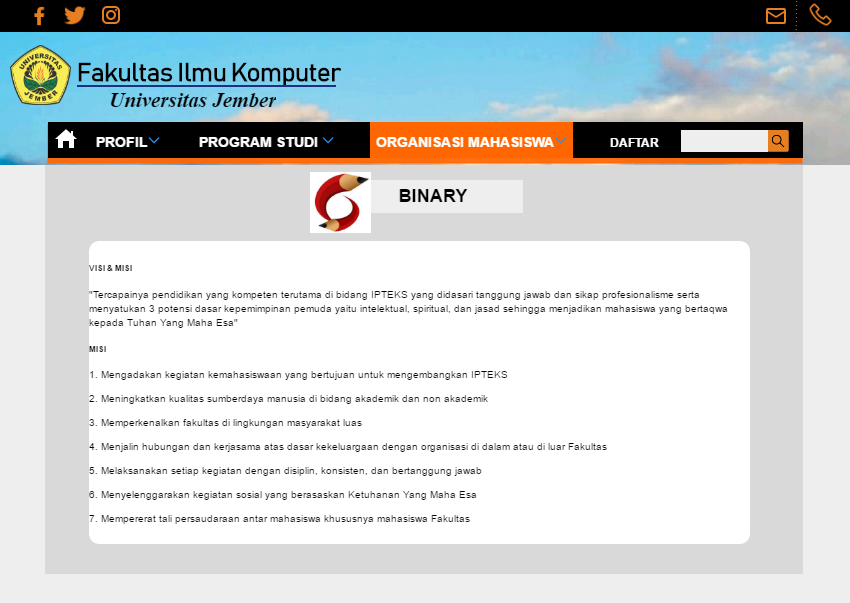 UNIVERSITAS
JEMBER
Fakultas Ilmu Komputer
Universitas Jember
PROFIL PROGRAM STUDI ORGANISASI MAHASISWA DAFTAR
BINARY
VISI & MISI
"Tercapainya pendidikan yang kompeten terutama di bidang IPTEKS yang didasari tanggung jawab dan sikap profesionalisme serta
menyatukan 3 potensi dasar kepemimpinan pemuda yaitu intelektual, spiritual, dan jasad sehingga menjadikan mahasiswa yang bertaqwa
kepada Tuhan Yang Maha Esa"
MISI
1. Mengadakan kegiatan kemahasiswaan yang bertujuan untuk mengembangkan IPTEKS
2. Meningkatkan kualitas sumberdaya manusia di bidang akademik dan non akademik
3. Memperkenalkan fakultas di lingkungan masyarakat luas
4. Menjalin hubungan dan kerjasama atas dasar kekeluargaan dengan organisasi di dalam atau di luar Fakultas
5. Melaksanakan setiap kegiatan dengan disiplin, konsisten, dan bertanggung jawab
6. Menyelenggarakan kegiatan sosial yang berasaskan Ketuhanan Yang Maha Esa
7. Mempererat tali persaudaraan antar mahasiswa khususnya mahasiswa Fakultas